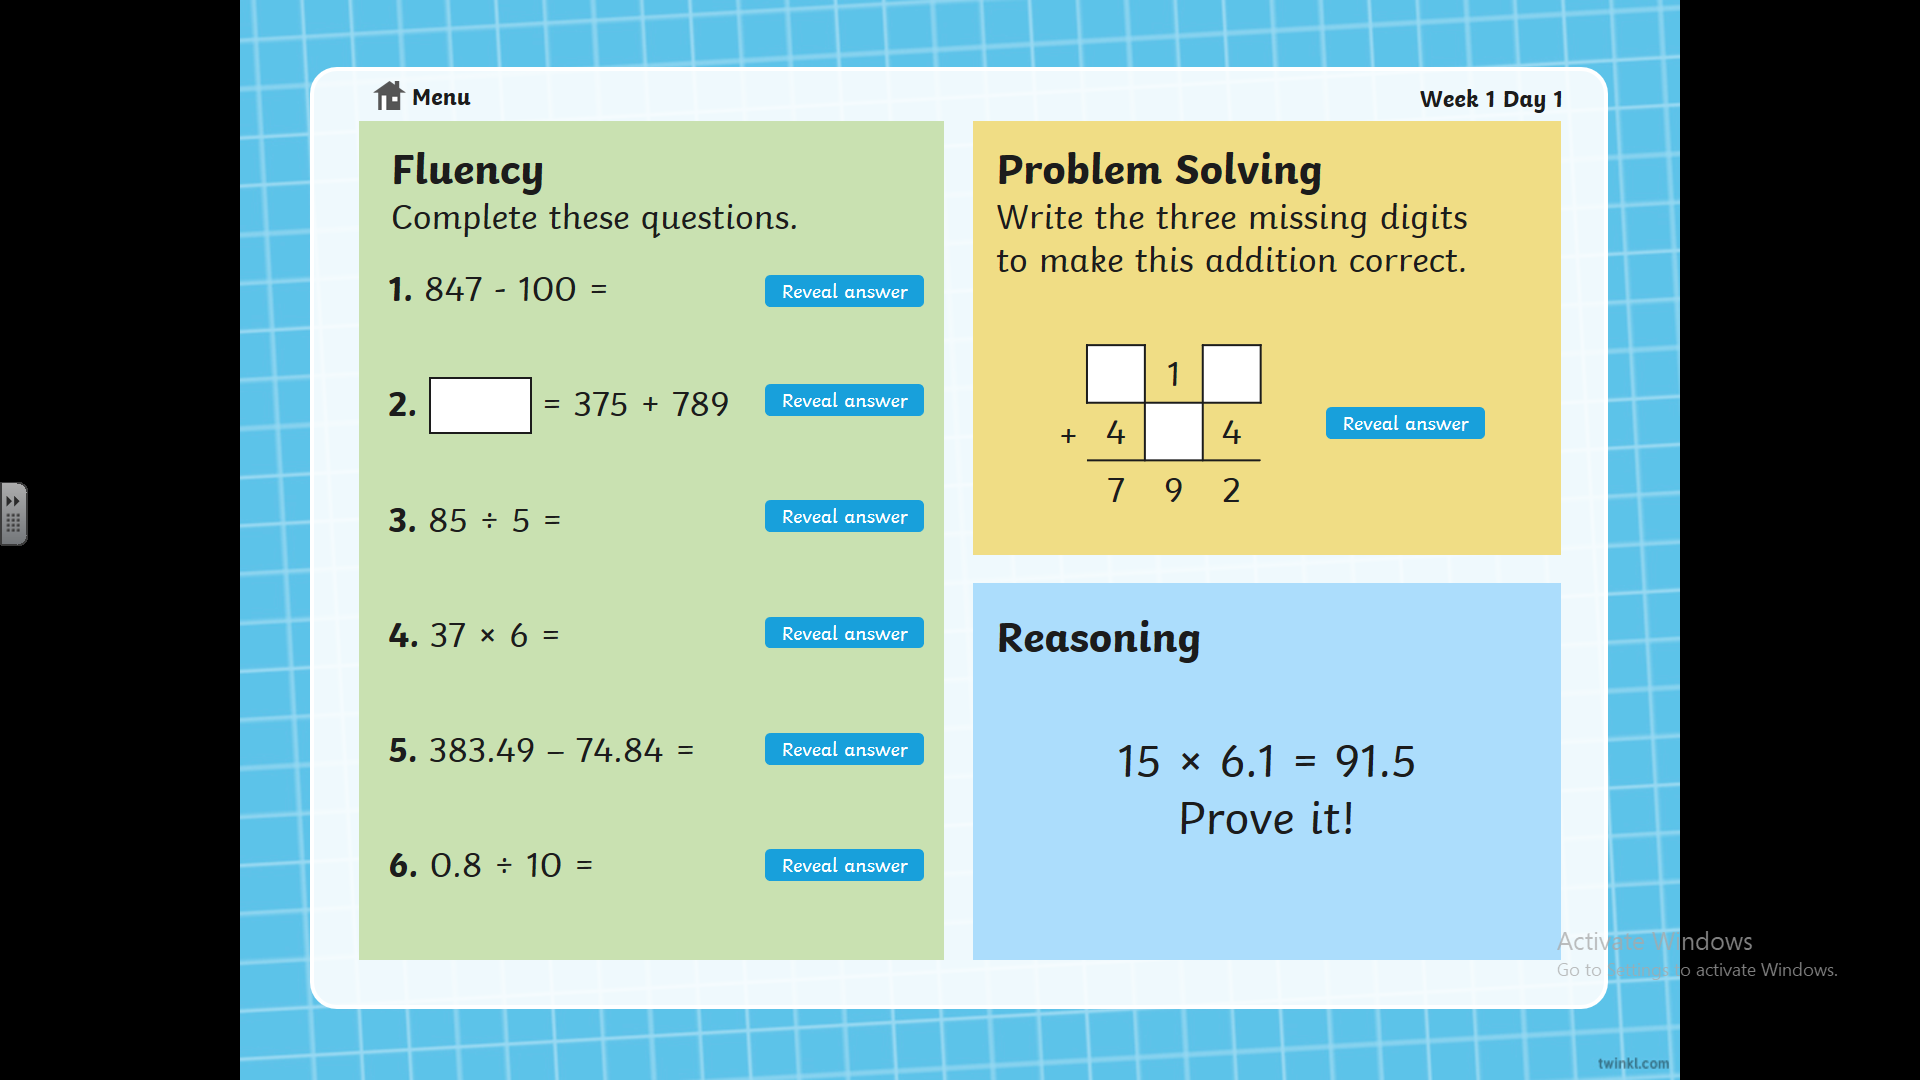 Menu
Week 1 Day 1
Fluency
Complete these questions.
1. 847 - 100 =
Reveal answer
2. = 375 + 789
Reveal answer
3. 85 ÷ 5 =
Reveal answer
4. 37 × 6 =
Reveal answer
5. 383.49 – 74.84 =
Reveal answer
6. 0.8 ÷ 10 =
Reveal answer
Problem Solving
Write the three missing digits
to make this addition correct.
1
+ 4 4
7 9 2
Reveal answer
Reasoning
15 × 6.1 = 91.5
Prove it!
Activate Windows
Go to Settings to activate Windows.
twinkl.com